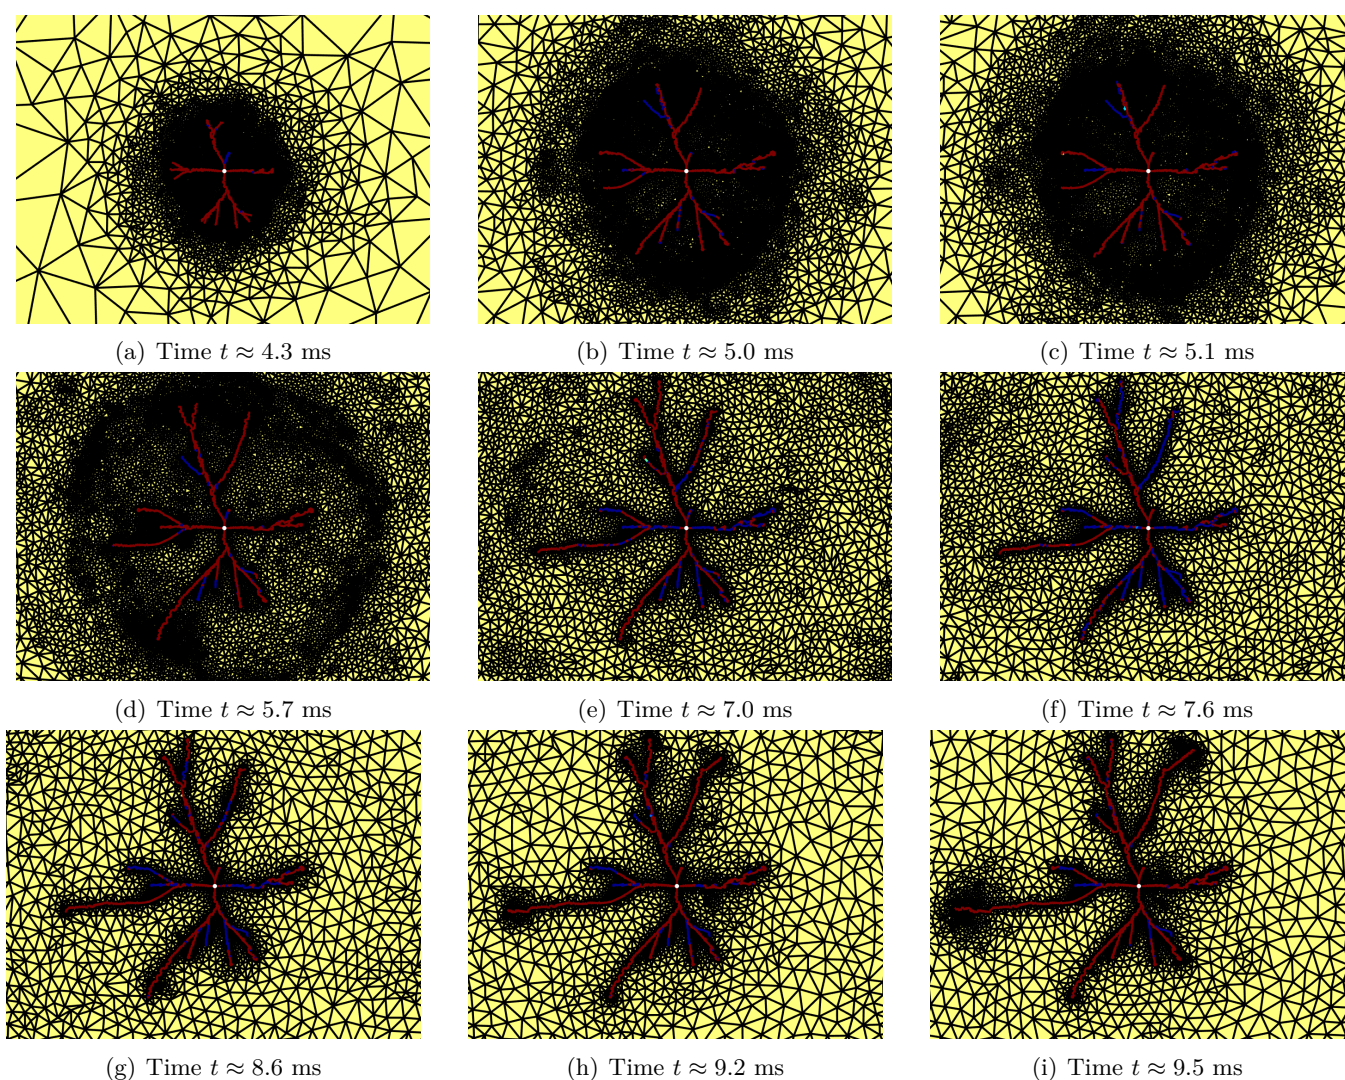 (a) Time t ≈ 4.3 ms
(b) Time t ≈ 5.0 ms
(c) Time t ≈ 5.1 ms
(d) Time t ≈ 5.7 ms
(e) Time t ≈ 7.0 ms
(f) Time t ≈ 7.6 ms
(g) Time t ≈ 8.6 ms
(h) Time t ≈ 9.2 ms
(i) Time t ≈ 9.5 ms